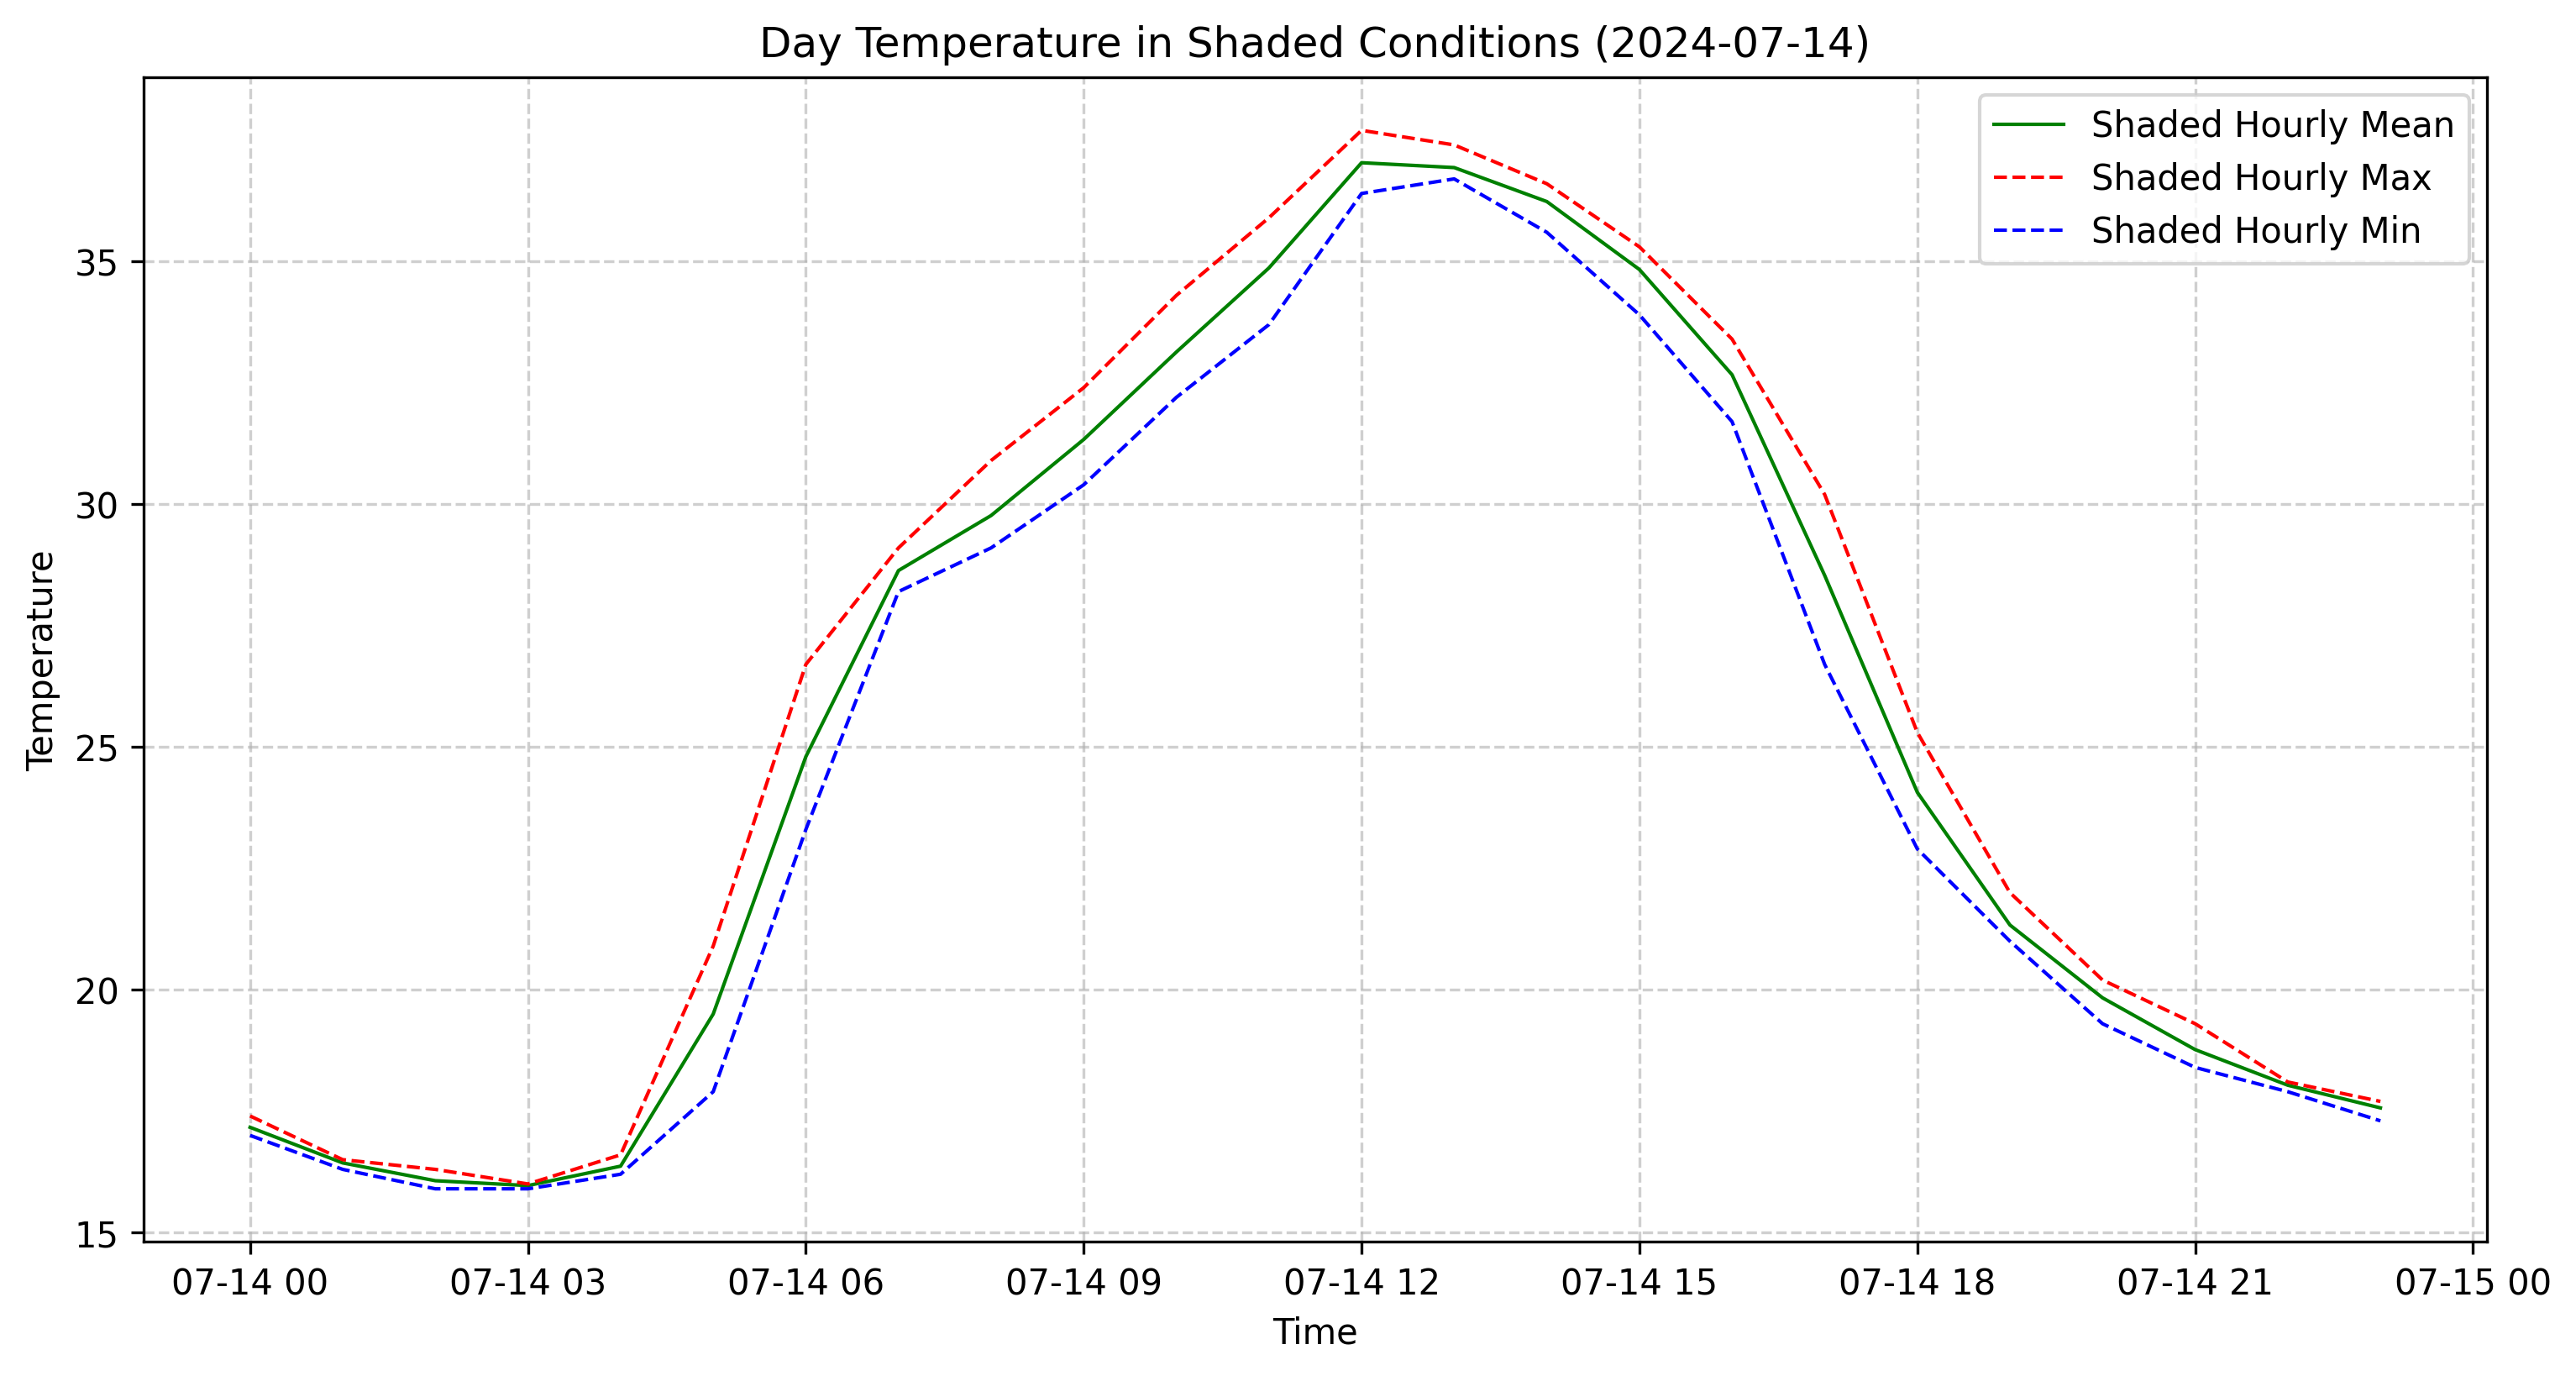 Day Temperature in Shaded Conditions (2024-07-14)
Shaded Hourly Mean
Shaded Hourly Max
Shaded Hourly Min
35
30
25
20
15
Temperature
07-14 00
07-14 03
07-14 06
07-14 09
07-14 12
07-14 15
07-14 18
07-14 21
07-15 00
Time